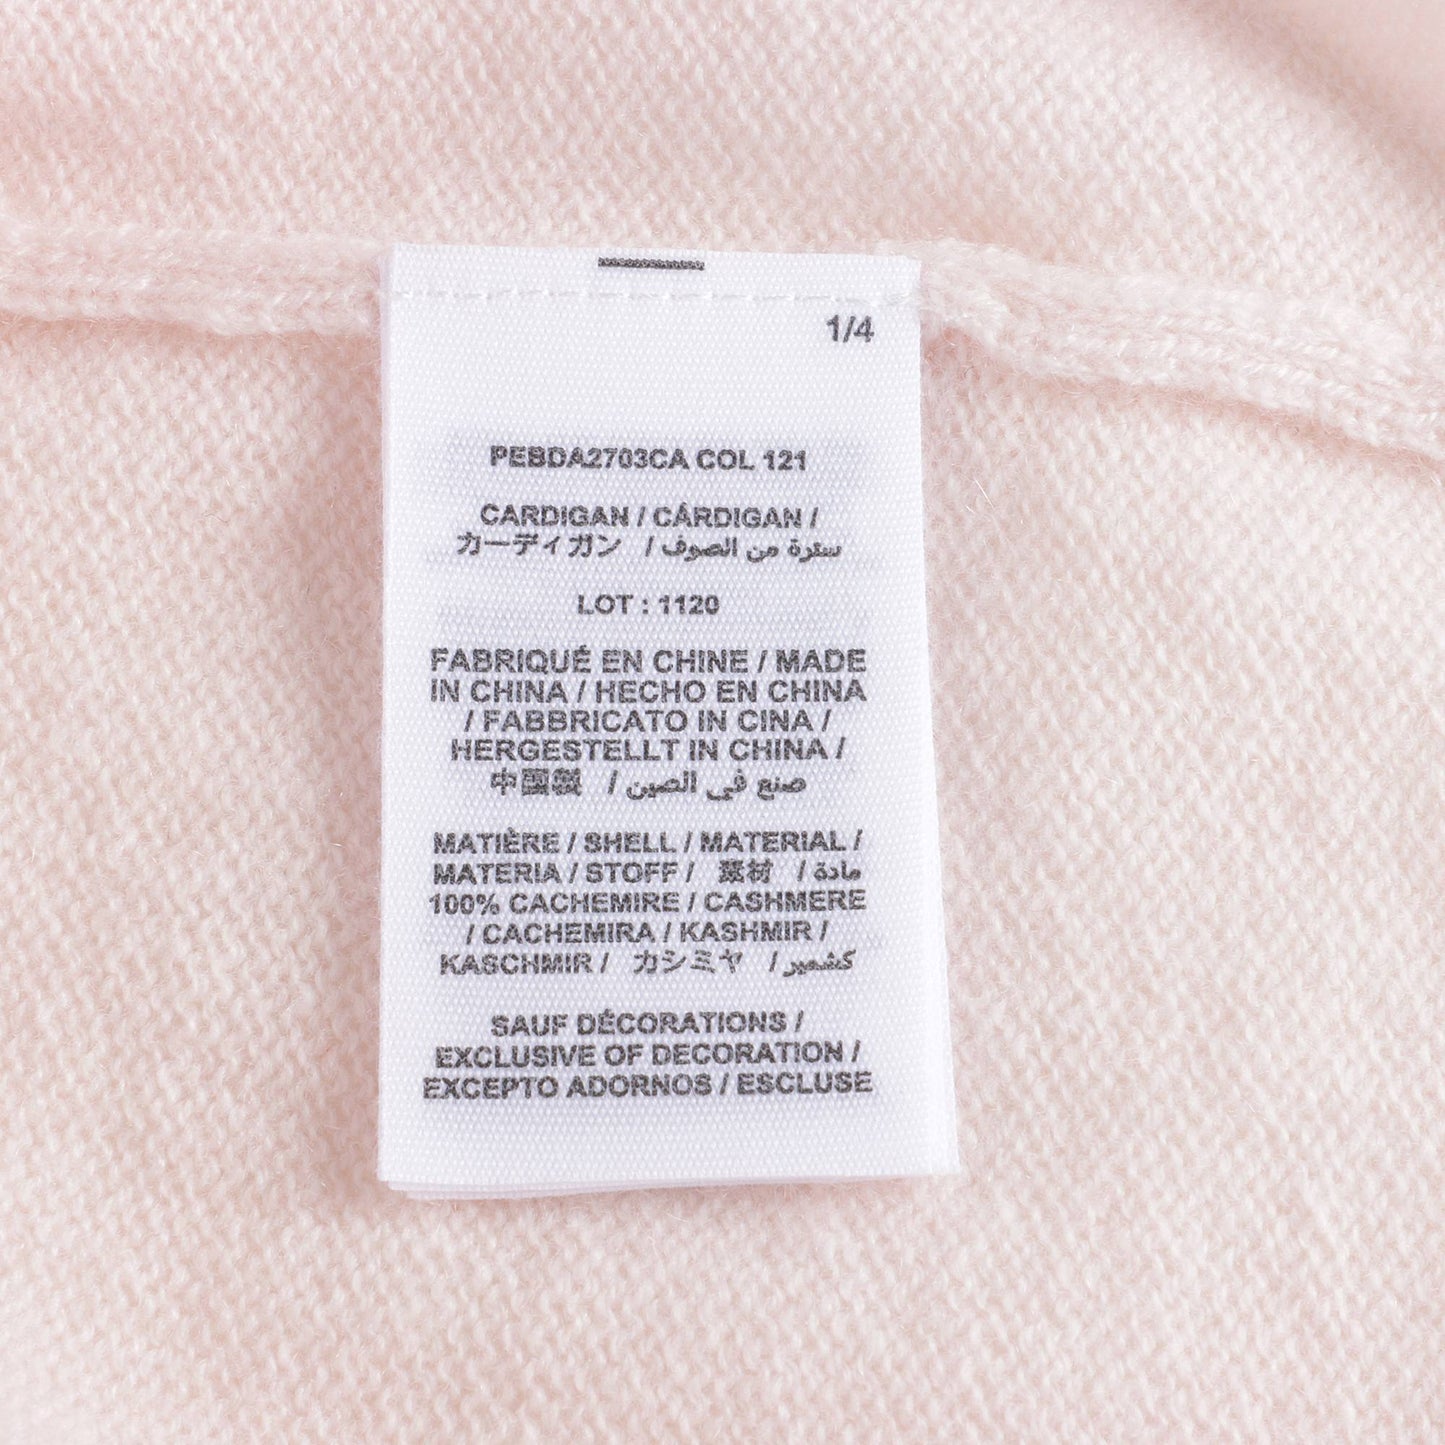 1/4
PEBDA2703CA COL 121
CARDIGAN / CÁRDIGAN /
カーディガン / سترة من الصوف
LOT : 1120
FABRIQUÉ EN CHINE / MADE
IN CHINA / HECHO EN CHINA
/ FABBRICATO IN CINA /
HERGESTELLT IN CHINA /
中国製 / صنع في الصين
MATIÈRE / SHELL / MATERIAL /
MATERIA / STOFF / 素材 / مادة
100% CACHEMIRE / CASHMERE
/ CACHEMIRA / KASHMIR /
KASCHMIR / カシミヤ / كشمير
SAUF DÉCORATIONS /
EXCLUSIVE OF DECORATION /
EXCEPTO ADORNOS / ESCLUSE